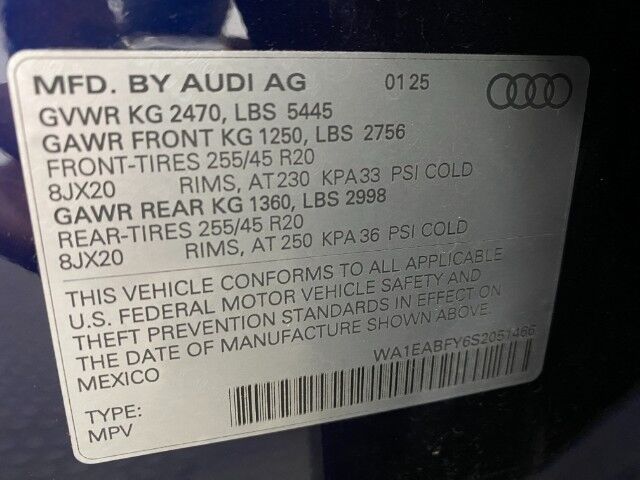 MFD. BY AUDI AG 01 25
GVWR KG 2470, LBS 5445
GAWR FRONT KG 1250, LBS 2756
FRONT-TIRES 255/45 R20
8JX20 RIMS, AT 230 KPA33 PSI COLD
GAWR REAR KG 1360, LBS 2998
REAR-TIRES 255/45 R20
8JX20 RIMS, AT 250 KPA 36 PSI COLD
THIS VEHICLE CONFORMS TO ALL APPLICABLE
U.S. FEDERAL MOTOR VEHICLE SAFETY AND
THEFT PREVENTION STANDARDS IN EFFECT ON
THE DATE OF MANUFACTURE SHOWN ABOVE.
MEXICO WA1EABFY6S2051466
TYPE:
MPV